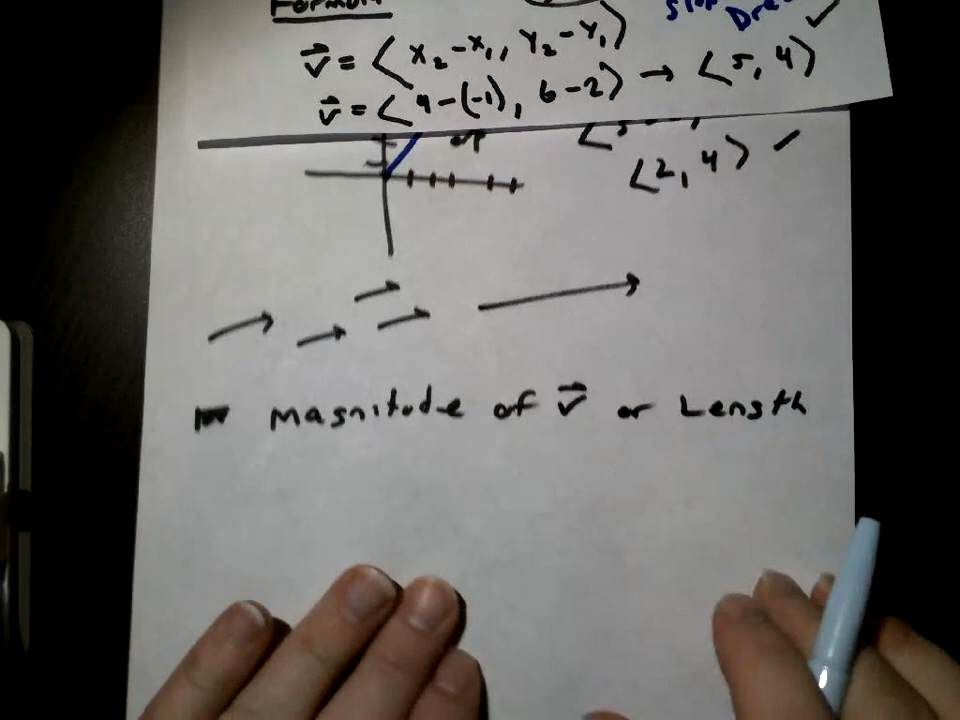 Formula
v⃗ = ⟨x₂-x₁, Y₂-Y₁⟩
v⃗ = ⟨4-(-1), 6-2⟩ → ⟨5, 4⟩ ✓
⟨2, 4⟩
Magnitude of v⃗ or Length